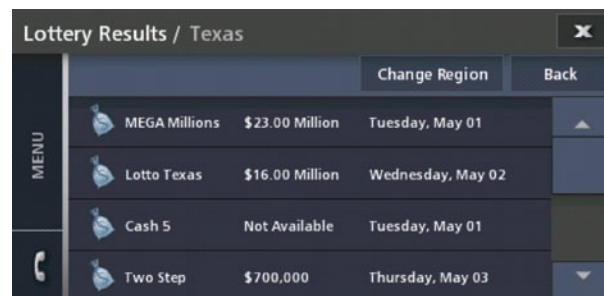 Lottery Results / Texas
Change Region Back
MENU
MEGA Millions $23.00 Million Tuesday, May 01
Lotto Texas $16.00 Million Wednesday, May 02
Cash 5 Not Available Tuesday, May 01
Two Step $700,000 Thursday, May 03